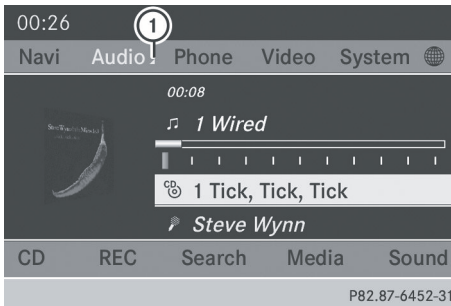 00:26
1
Navi Audio Phone Video System
00:08
1 Wired
CD 1 Tick, Tick, Tick
Steve Wynn
CD REC Search Media Sound
P82.87-6452-31